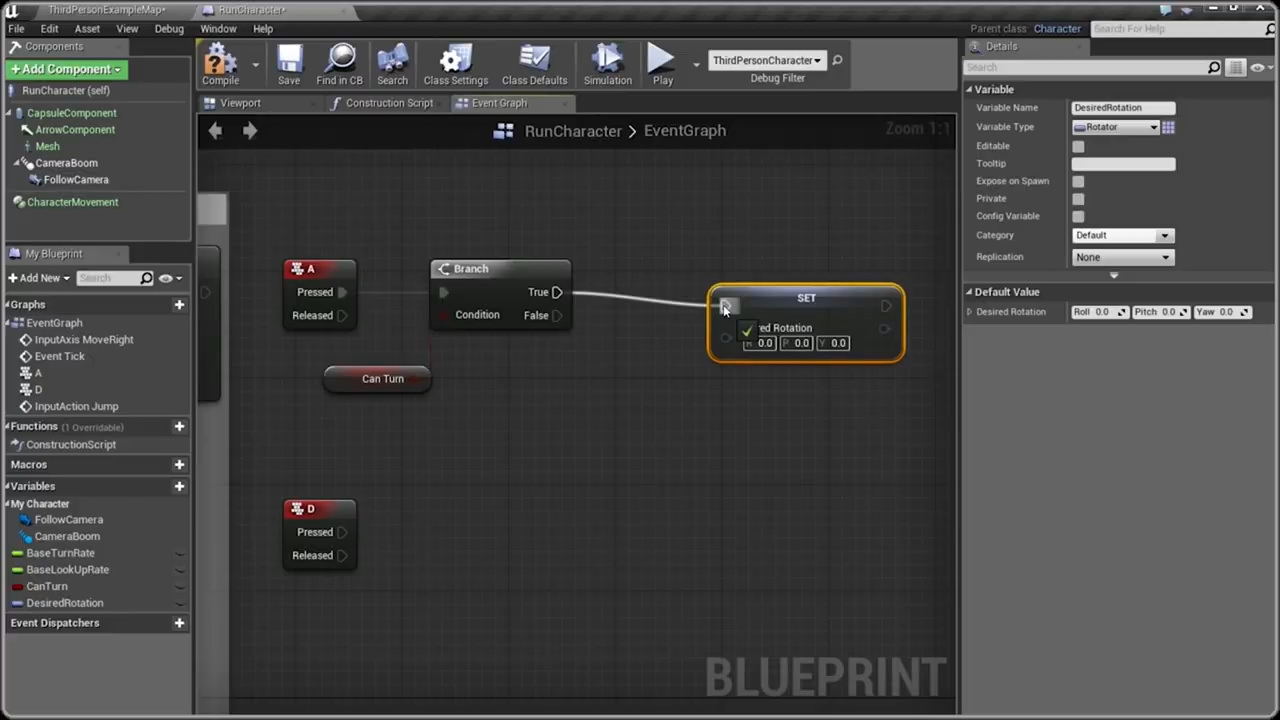 ThirdPersonExampleMap*
RunCharacter*
File Edit Asset View Debug Window Help
Parent class: Character
Search For Help
Components
+Add Component
RunCharacter (self)
CapsuleComponent
ArrowComponent
Mesh
CameraBoom
FollowCamera
CharacterMovement
Compile
Save
Find in CB
Search
Class Settings
Class Defaults
Simulation
Play
ThirdPersonCharacter
Debug Filter
Viewport
Construction Script
Event Graph
RunCharacter > EventGraph
Zoom 1:1
My Blueprint
+Add New
Search
Graphs
EventGraph
InputAxis MoveRight
Event Tick
A
D
InputAction Jump
Functions (1 Overridable)
ConstructionScript
Macros
Variables
My Character
FollowCamera
CameraBoom
BaseTurnRate
BaseLookUpRate
CanTurn
DesiredRotation
Event Dispatchers
A
Pressed
Released
Branch
True
Condition
False
Can Turn
SET
ed Rotation
0.0 P 0.0 Y 0.0
D
Pressed
Released
BLUEPRINT
Details
Search
Variable
Variable Name DesiredRotation
Variable Type Rotator
Editable
Tooltip
Expose on Spawn
Private
Config Variable
Category Default
Replication None
Default Value
Desired Rotation Roll 0.0 Pitch 0.0 Yaw 0.0